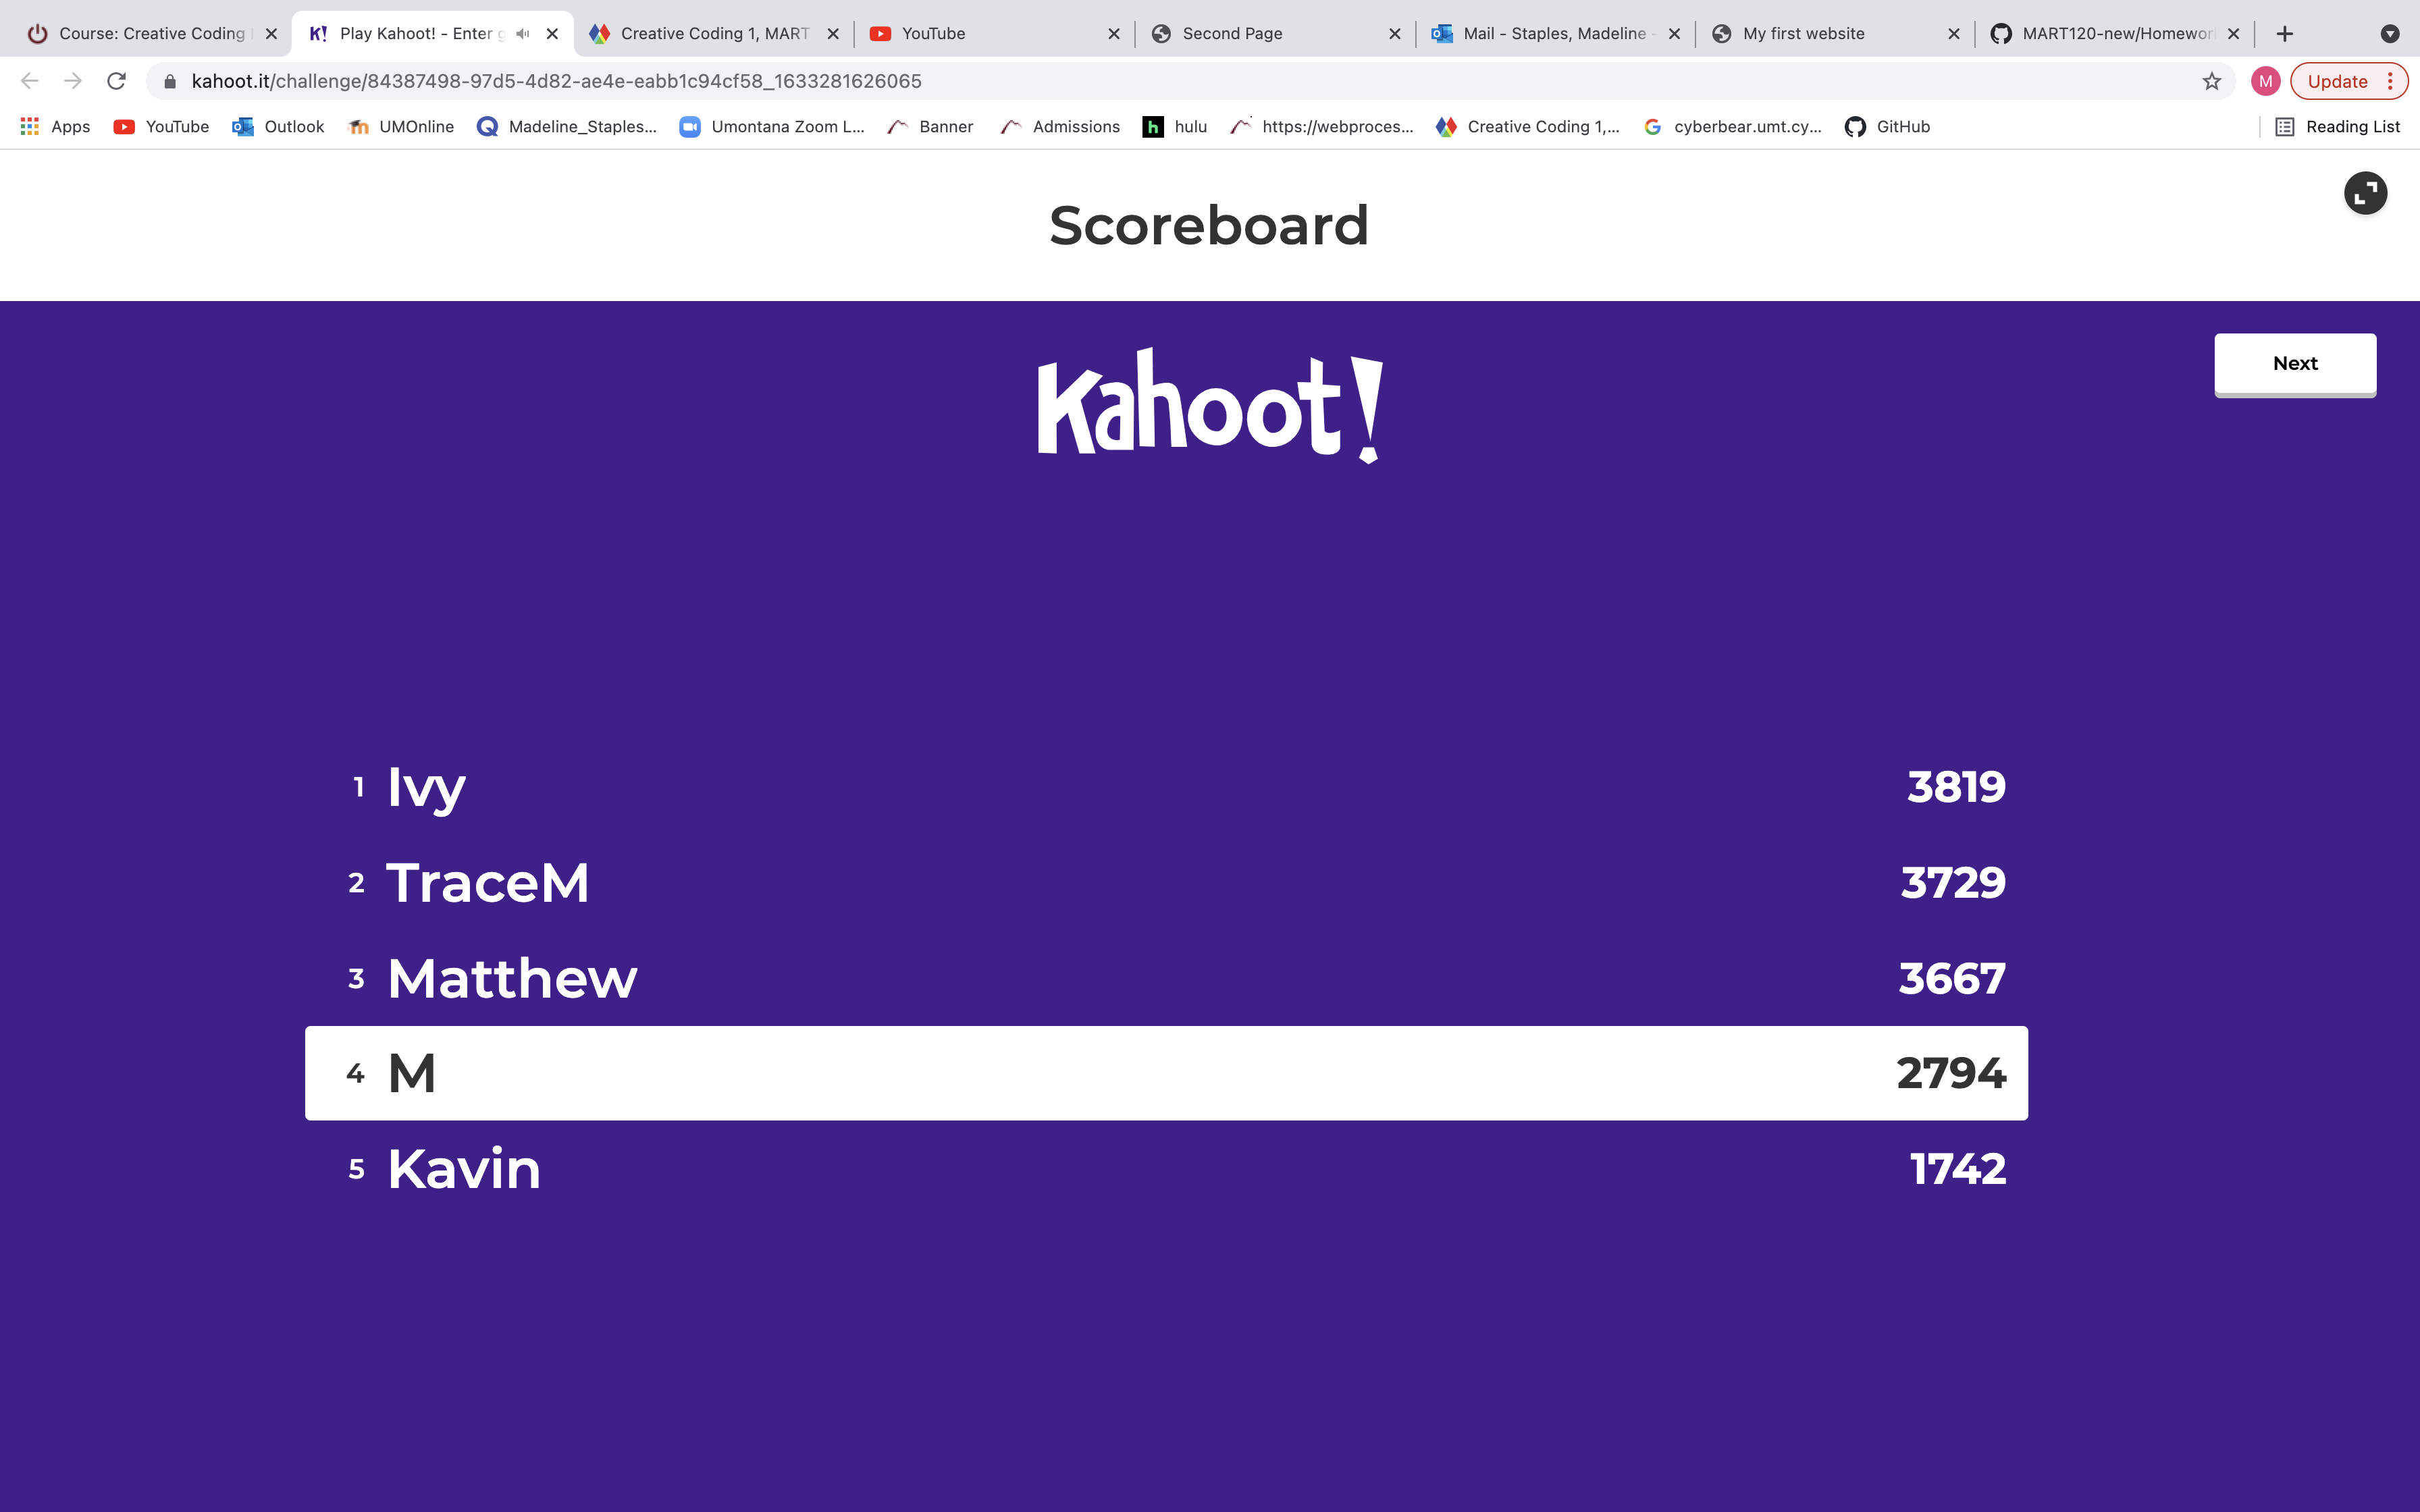 Course: Creative Coding
Play Kahoot! - Enter g
Creative Coding 1, MART
YouTube
Second Page
Mail - Staples, Madeline -
My first website
MART120-new/Homewor
kahoot.it/challenge/84387498-97d5-4d82-ae4e-eabb1c94cf58_1633281626065
M
Update
Apps
YouTube
Outlook
UMOnline
Madeline_Staples...
Umontana Zoom L...
Banner
Admissions
h hulu
https://webproces...
Creative Coding 1,...
cyberbear.umt.cy...
GitHub
Reading List
Scoreboard
Next
Kahoot!
1 Ivy 3819
2 TraceM 3729
3 Matthew 3667
4 M 2794
5 Kavin 1742